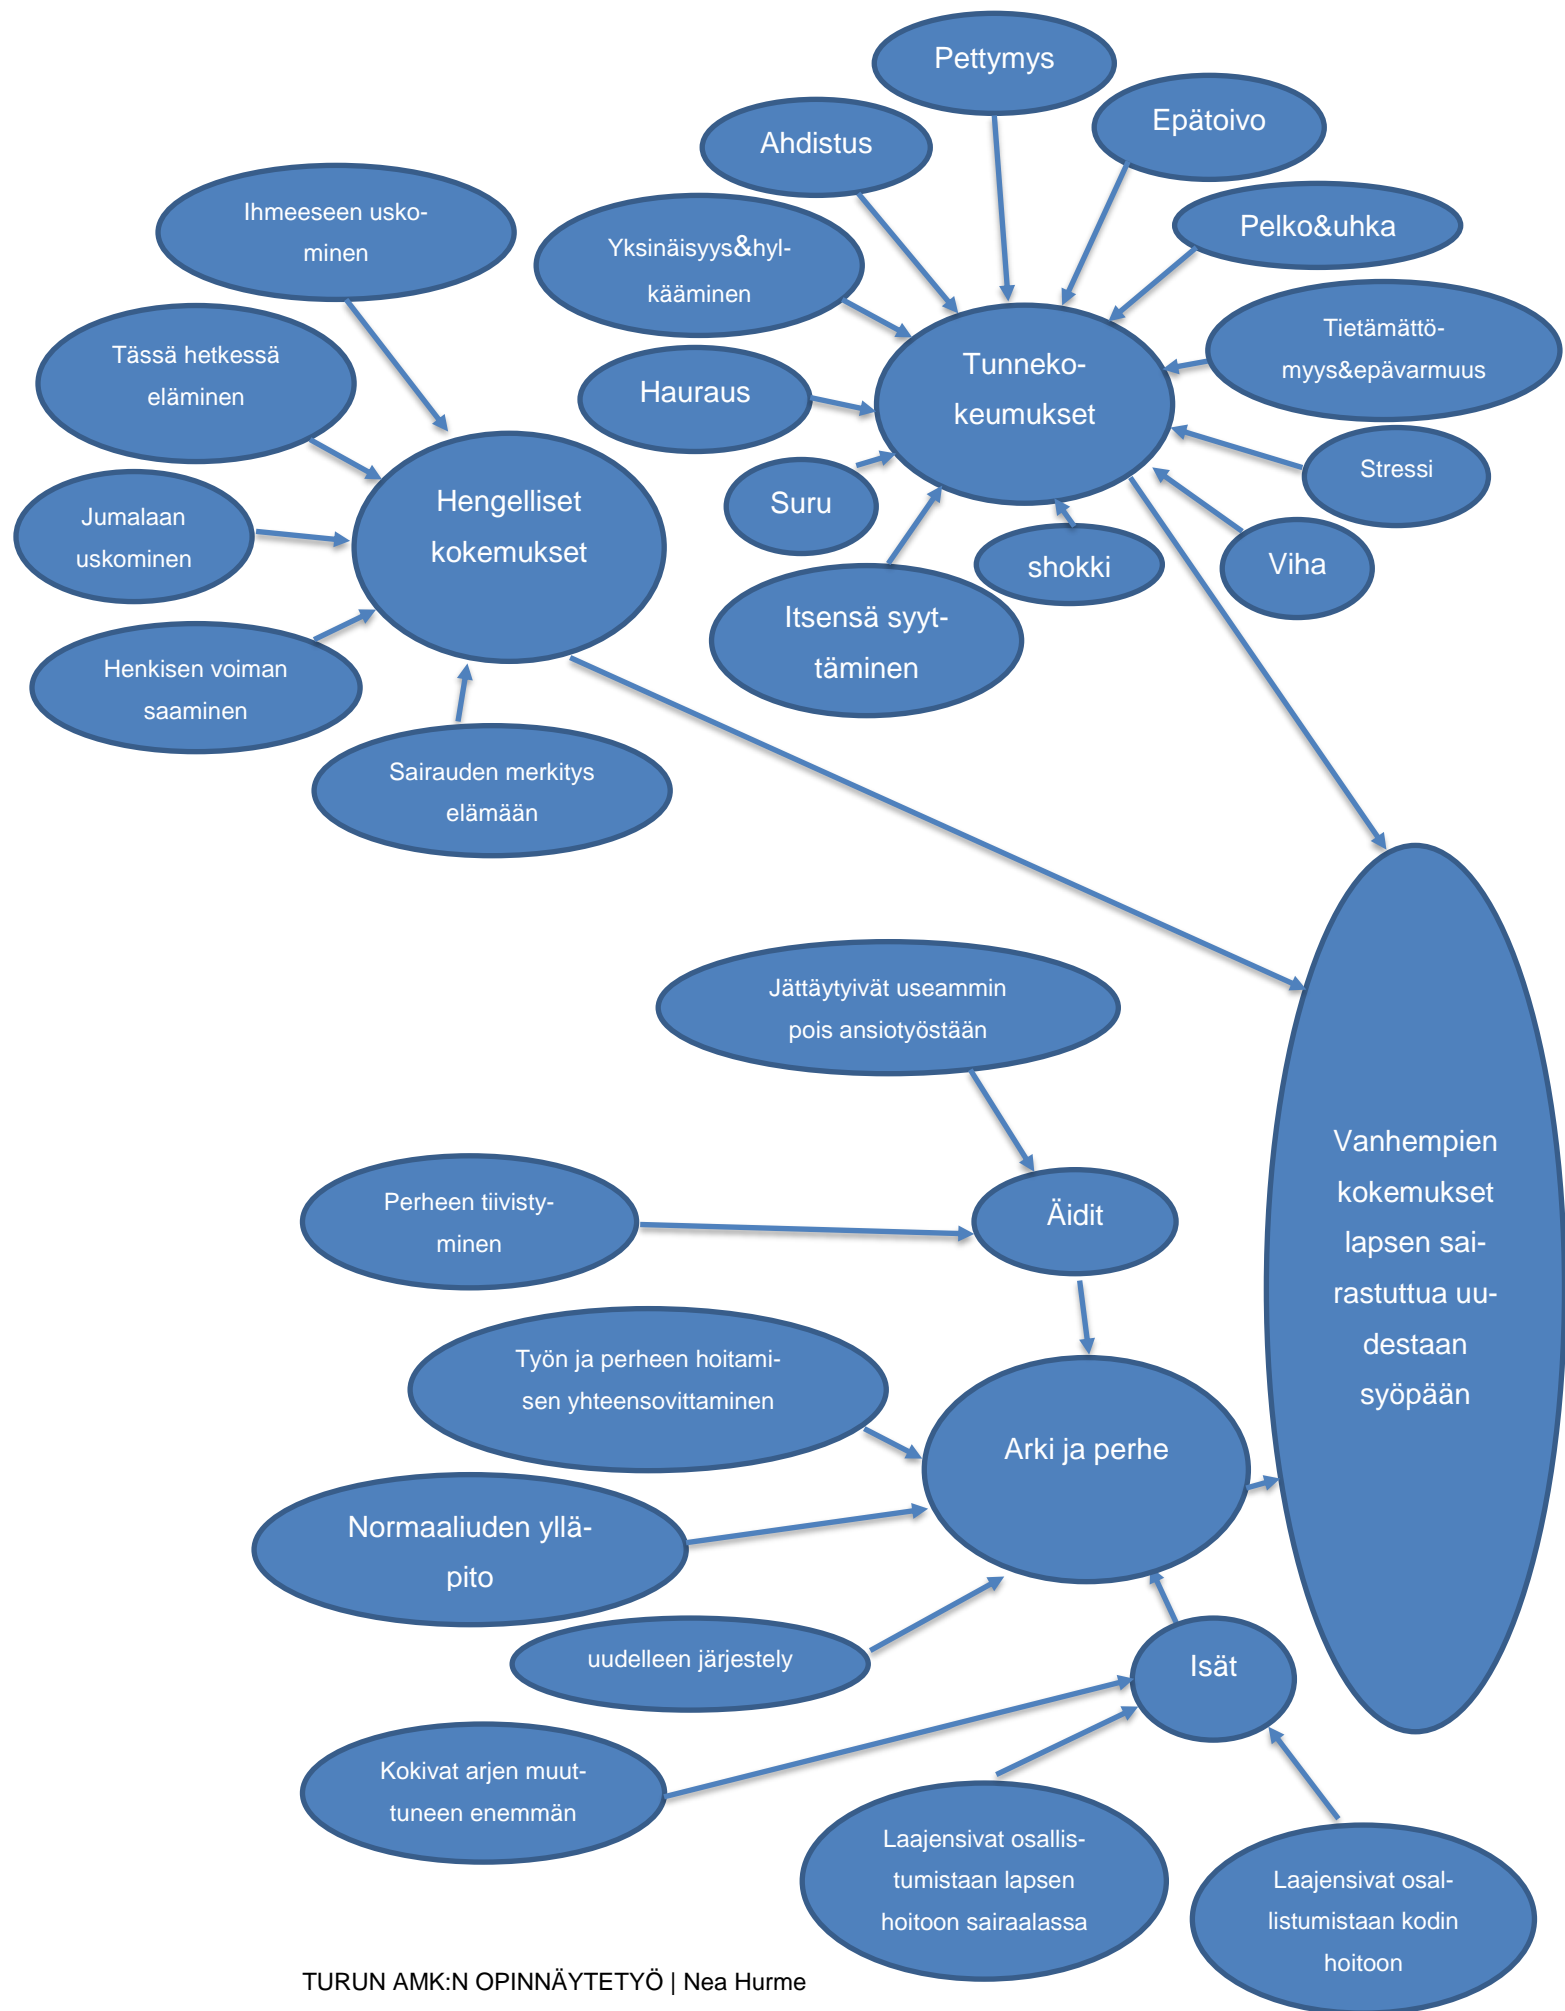 Pettymys
Epätoivo
Ahdistus
Ihmeeseen usko-
minen
Pelko&uhka
Yksinäisyys&hyl-
kääminen
Tietämättö-
myys&epävarmuus
Tässä hetkessä
eläminen
Tunneko-
keumukset
Hauraus
Stressi
Hengelliset
kokemukset
Suru
Jumalaan
uskominen
shokki
Viha
Itsensä syyt-
täminen
Henkisen voiman
saaminen
Sairauden merkitys
elämään
Jättäytyivät useammin
pois ansiotyöstään
Vanhempien
kokemukset
lapsen sai-
rastuttua uu-
destaan
syöpään
Perheen tiivisty-
minen
Äidit
Työn ja perheen hoitami-
sen yhteensovittaminen
Arki ja perhe
Normaaliuden yllä-
pito
uudelleen järjestely
Isät
Kokivat arjen muut-
tuneen enemmän
Laajensivat osallis-
tumistaan lapsen
hoitoon sairaalassa
Laajensivat osal-
listumistaan kodin
hoitoon
TURUN AMK:N OPINNÄYTETYÖ | Nea Hurme